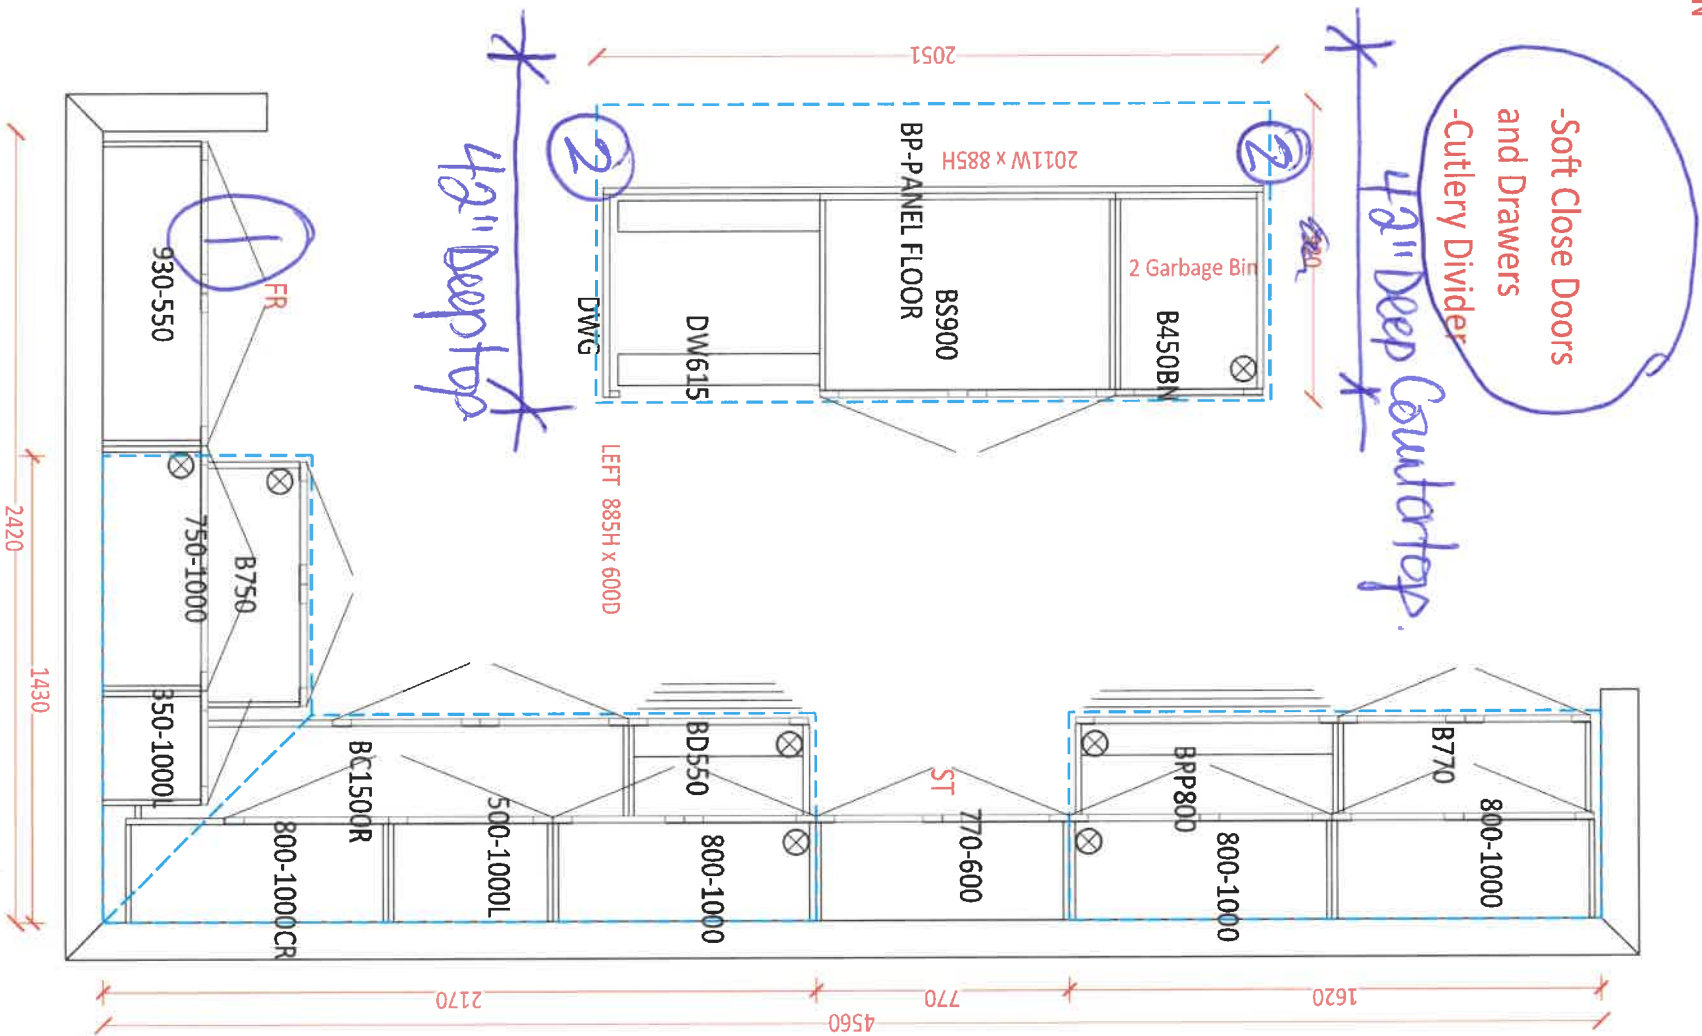 -Soft Close Doors
and Drawers
-Cutlery Divider
42" Deep Countertop.
2051
2
2
2011W x 885H
BP-PANEL FLOOR
2 Garbage Bin
B450BN
BS900
DW615
DWG
LEFT 885H x 600D
42" Deep top
1
930-550
FR
750-1000
B750
350-1000L
BC1500R
BD550
ST
BPP800
B770
800-1000CR
500-1000L
800-1000
770-600
800-1000
800-1000
2420
1430
2170
770
1620
4560